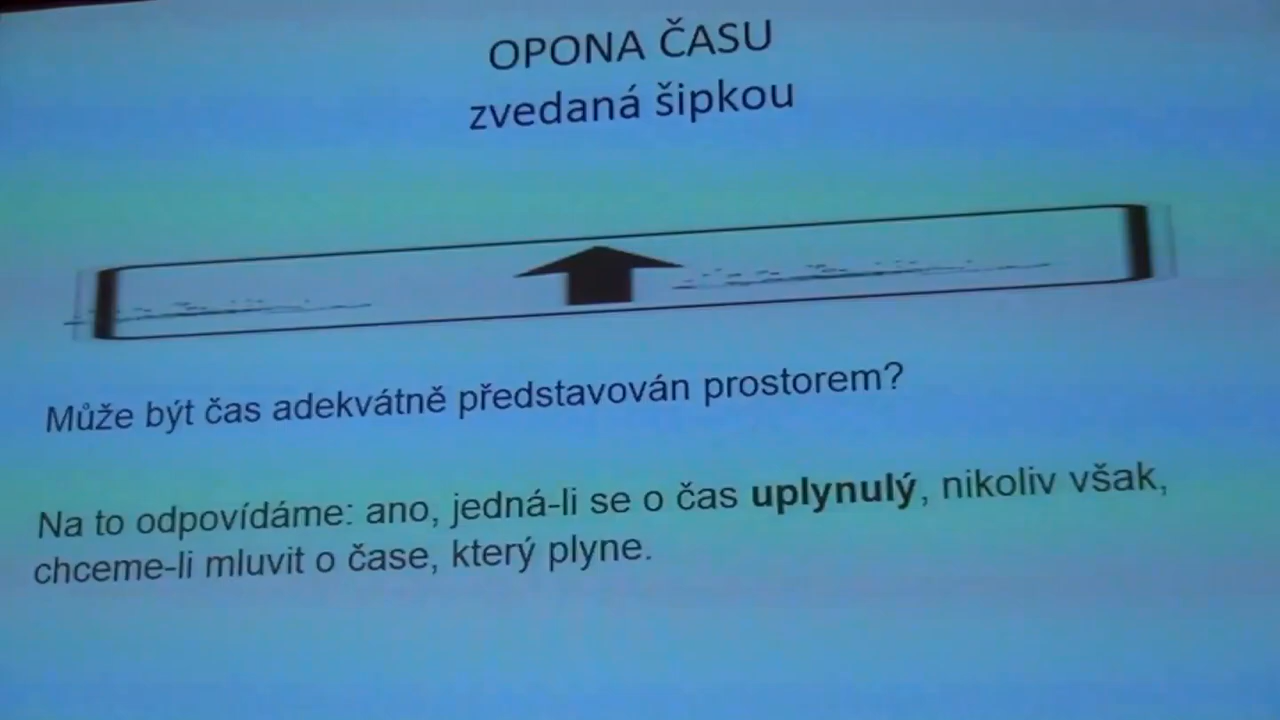 OPONA ČASU
zvedaná šipkou
Může být čas adekvátně představován prostorem?
Na to odpovídáme: ano, jedná-li se o čas uplynulý, nikoliv však,
chceme-li mluvit o čase, který plyne.